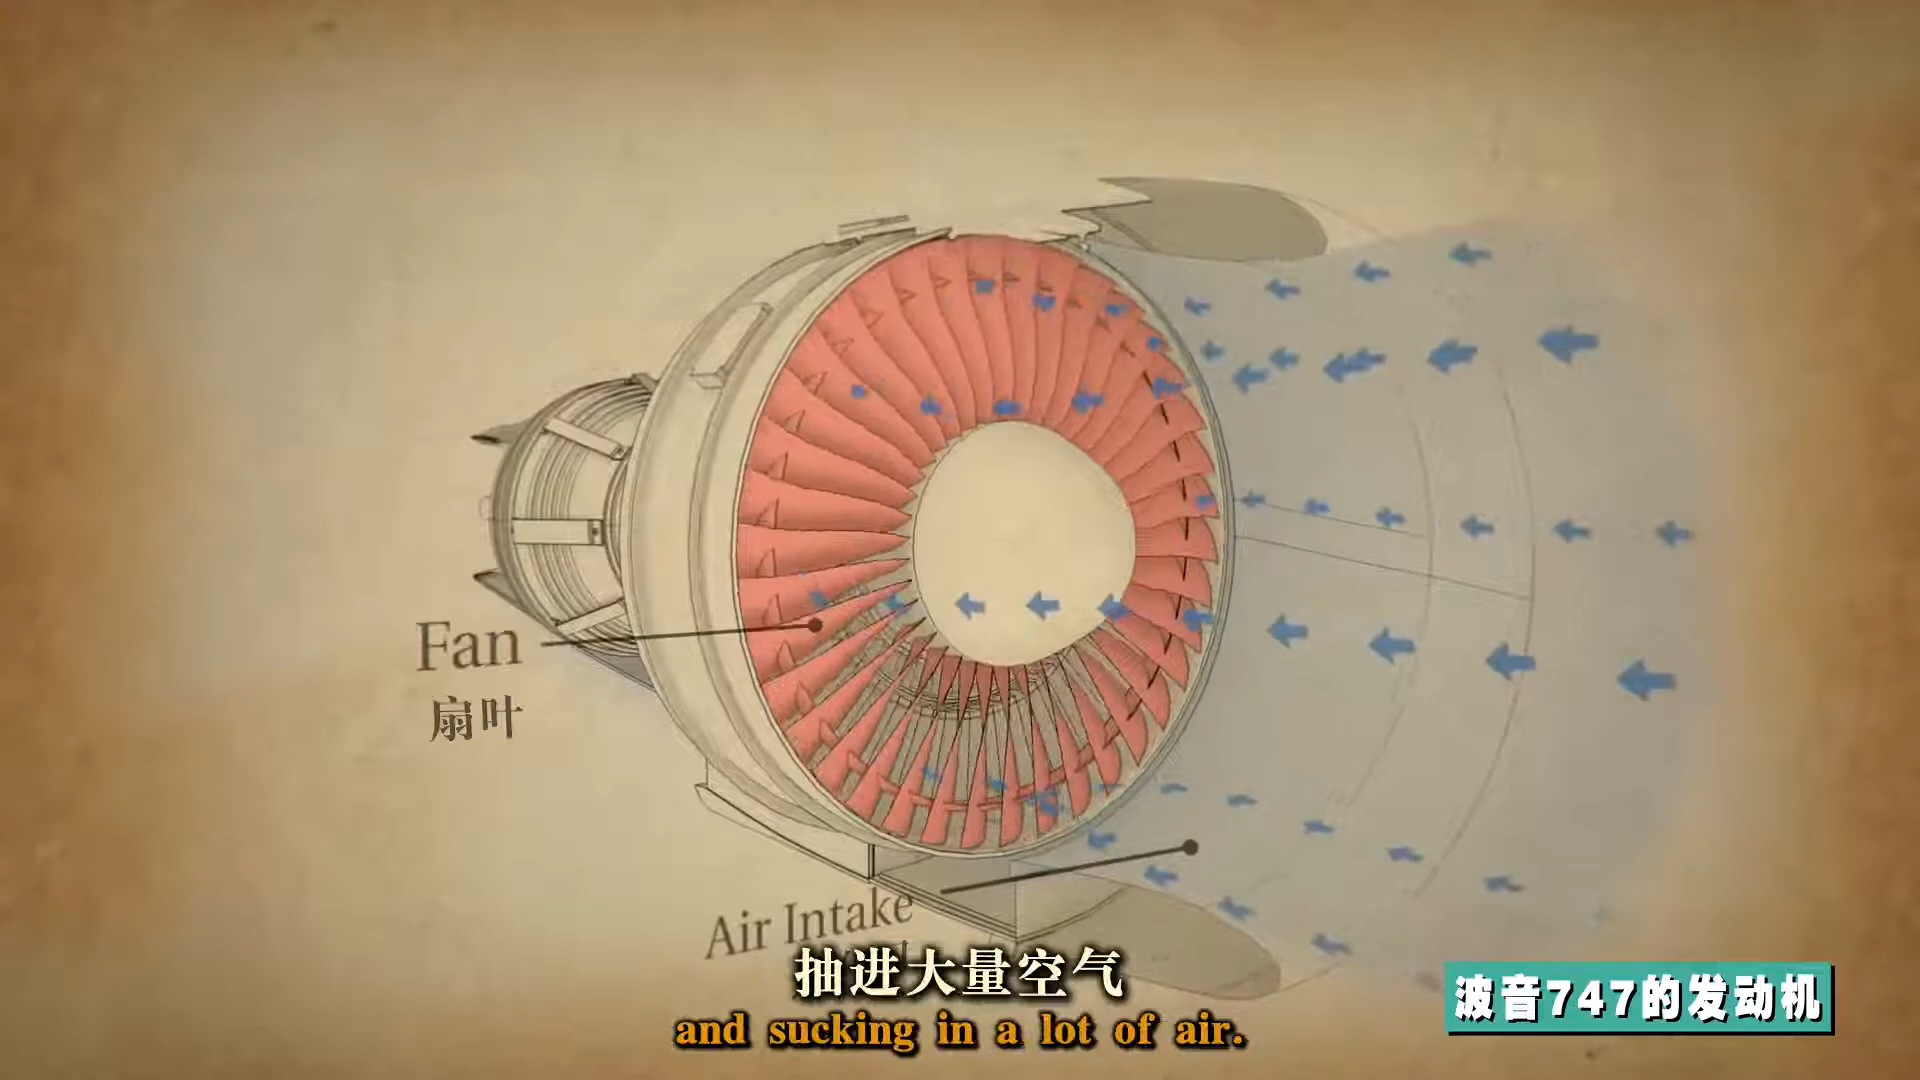 Fan
扇叶
Air Intake
抽进大量空气
and sucking in a lot of air.
波音747的发动机